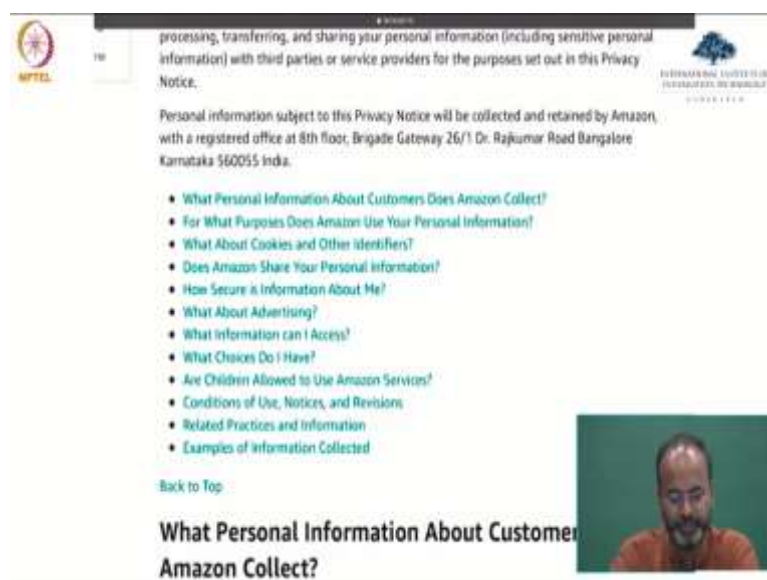 processing, transferring, and sharing your personal information (including sensitive personal
information) with third parties or service providers for the purposes set out in this Privacy
Notice.
Personal information subject to this Privacy Notice will be collected and retained by Amazon,
with a registered office at 8th floor, Brigade Gateway 26/1 Dr. Rajkumar Road Bangalore
Karnataka 560055 India.
• What Personal Information About Customers Does Amazon Collect?
• For What Purposes Does Amazon Use Your Personal Information?
• What About Cookies and Other Identifiers?
• Does Amazon Share Your Personal Information?
• How Secure is Information About Me?
• What About Advertising?
• What Information can I Access?
• What Choices Do I Have?
• Are Children Allowed to Use Amazon Services?
• Conditions of Use, Notices, and Revisions
• Related Practices and Information
• Examples of Information Collected
Back to Top
What Personal Information About Custome
Amazon Collect?
NPTEL
INTERNATIONAL INSTITUTE OF
INFORMATION TECHNOLOGY
HYDERABAD